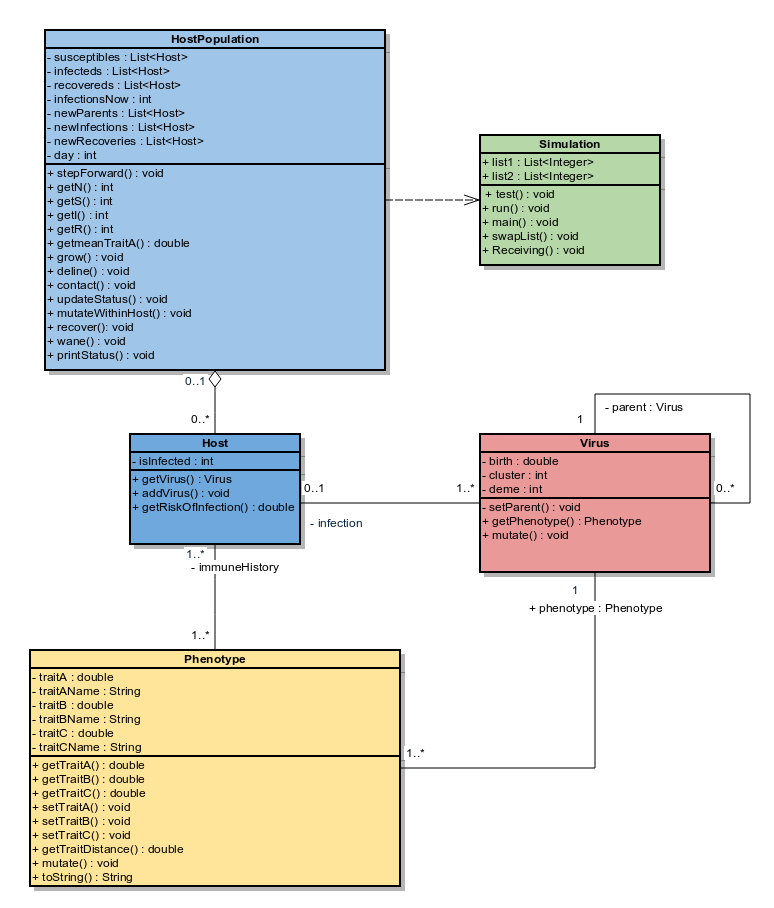 HostPopulation
- susceptibles : List<Host>
- infecteds : List<Host>
- recovereds : List<Host>
- infectionsNow : int
- newParents : List<Host>
- newInfections : List<Host>
- newRecoveries : List<Host>
- day : int
+ stepForward() : void
+ getN() : int
+ getS() : int
+ getI() : int
+ getR() : int
+ getmeanTraitA() : double
+ grow() : void
+ deline() : void
+ contact() : void
+ updateStatus() : void
+ mutateWithinHost() : void
+ recover(): void
+ wane() : void
+ printStatus() : void
Simulation
+ list1 : List<Integer>
+ list2 : List<Integer>
+ test() : void
+ run() : void
+ main() : void
+ swapList() : void
+ Receiving() : void
0..1
0..*
Host
- isInfected : int
+ getVirus() : Virus
+ addVirus() : void
+ getRiskOfInfection() : double
0..1
1..*
- infection
- parent : Virus
1
Virus
- birth : double
- cluster : int
- deme : int
- setParent() : void
+ getPhenotype() : Phenotype
+ mutate() : void
0..*
1..*
- immuneHistory
1..*
1
+ phenotype : Phenotype
1..*
Phenotype
- traitA : double
- traitAName : String
- traitB : double
- traitBName : String
- traitC : double
- traitCName : String
+ getTraitA() : double
+ getTraitB() : double
+ getTraitC() : double
+ setTraitA() : void
+ setTraitB() : void
+ setTraitC() : void
+ getTraitDistance() : double
+ mutate() : void
+ toString() : String